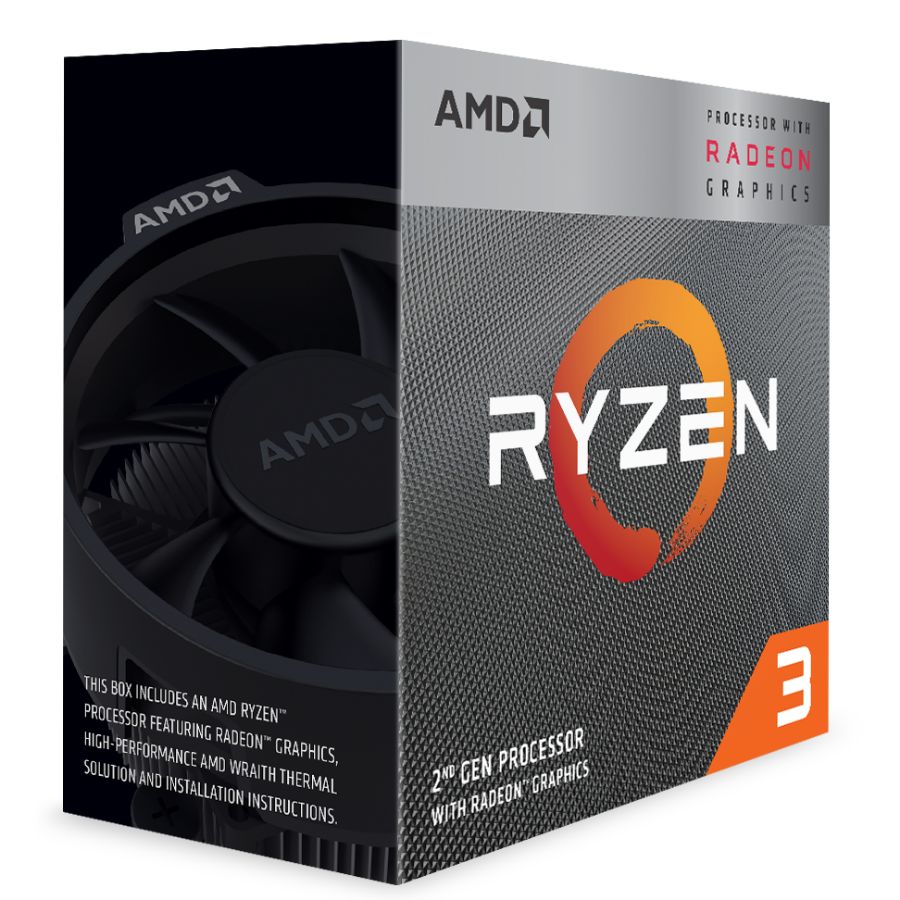 AMD
AMD
THIS BOX INCLUDES AN AMD RYZEN™
PROCESSOR FEATURING RADEON™ GRAPHICS,
HIGH-PERFORMANCE AMD WRAITH THERMAL
SOLUTION AND INSTALLATION INSTRUCTIONS.
AMD
PROCESSOR WITH
RADEON
GRAPHICS
RYZEN
3
2ND GEN PROCESSOR
WITH RADEON™ GRAPHICS